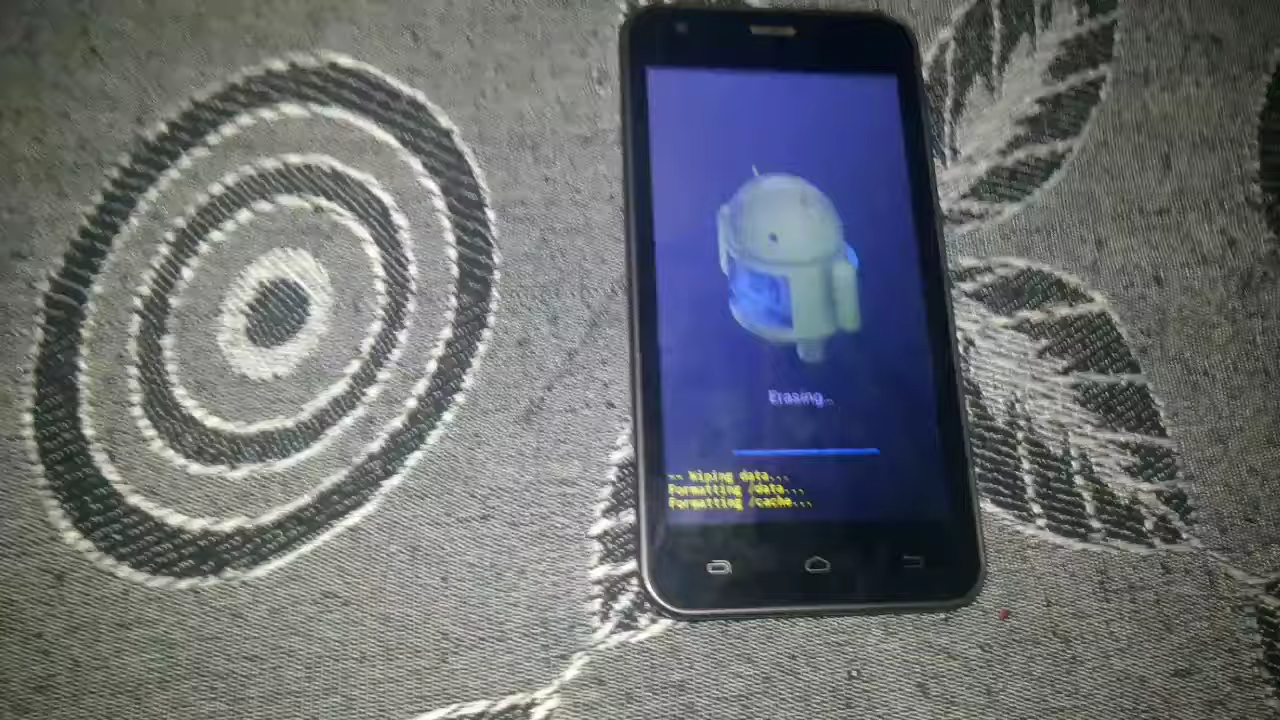 Erasing..
-- Wiping data...
Formatting /data...
Formatting /cache...